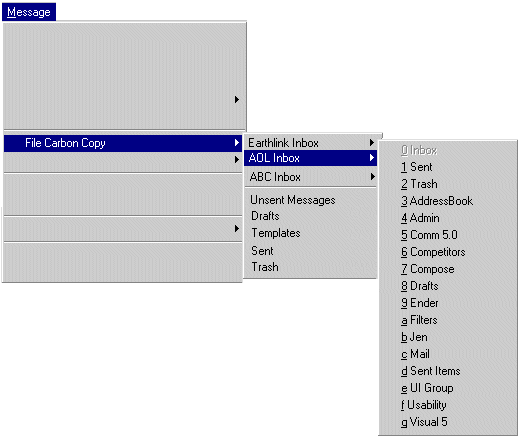 Message
File Carbon Copy
Earthlink Inbox
AOL Inbox
ABC Inbox
Unsent Messages
Drafts
Templates
Sent
Trash
0 Inbox
1 Sent
2 Trash
3 AddressBook
4 Admin
5 Comm 5.0
6 Competitors
7 Compose
8 Drafts
9 Ender
a Filters
b Jen
c Mail
d Sent Items
e UI Group
f Usability
g Visual 5